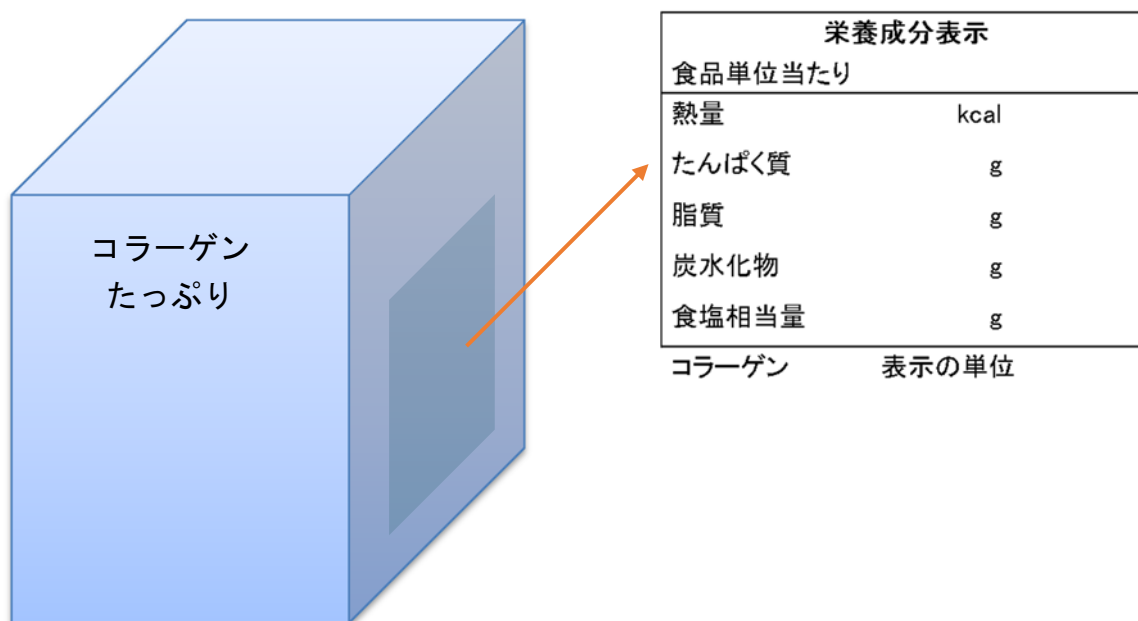 コラーゲン
たっぷり
栄養成分表示
食品単位当たり
熱量 kcal
たんぱく質 g
脂質 g
炭水化物 g
食塩相当量 g
コラーゲン 表示の単位